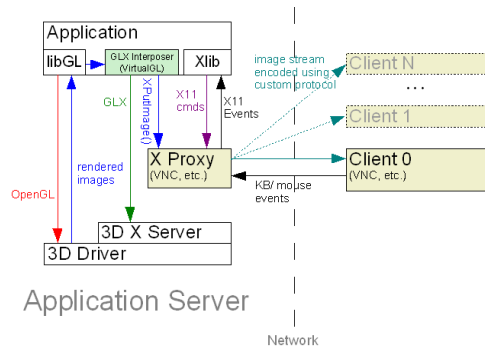 Application
libGL
GLX Interposer
(VirtualGL)
Xlib
image stream
encoded using
custom protocol
Client N
...
GLX
XPutImage()
X11
cmds
X11
Events
Client 1
rendered
images
X Proxy
(VNC, etc.)
Client 0
(VNC, etc.)
OpenGL
KB/ mouse
events
3D X Server
3D Driver
Application Server
Network